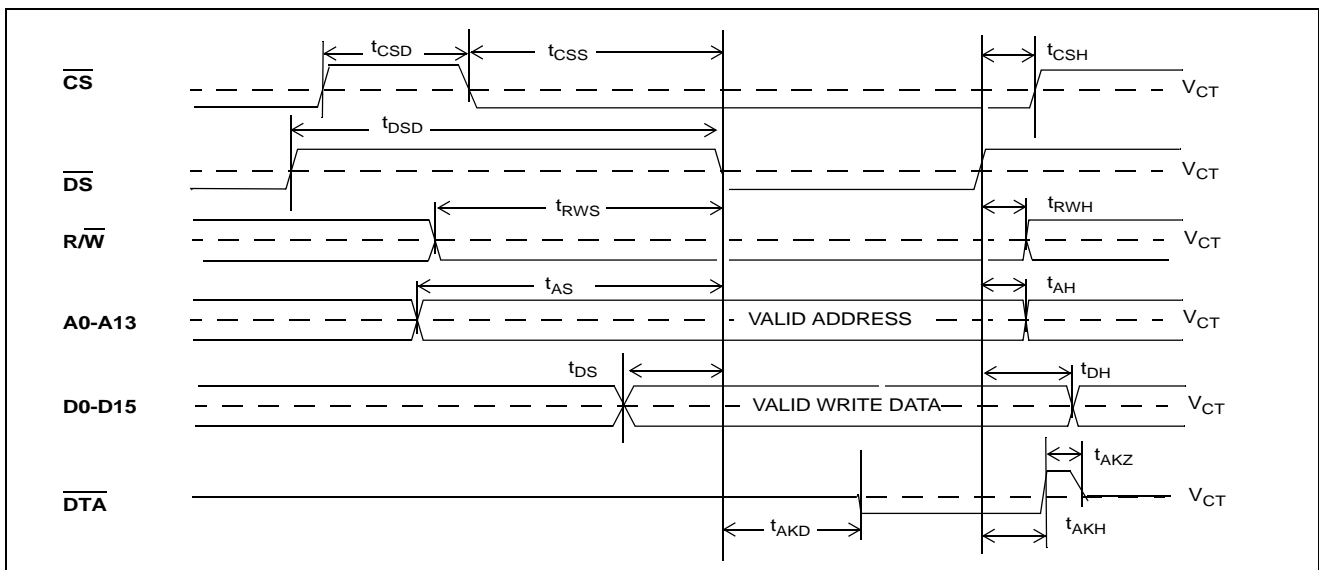 tCSD tCSS tCSH
CS VCT
tDSD
DS VCT
tRWS tRWH
R/W VCT
tAS tAH
A0-A13 VALID ADDRESS VCT
tDS tDH
D0-D15 VALID WRITE DATA VCT
tAKZ
DTA VCT
tAKD tAKH